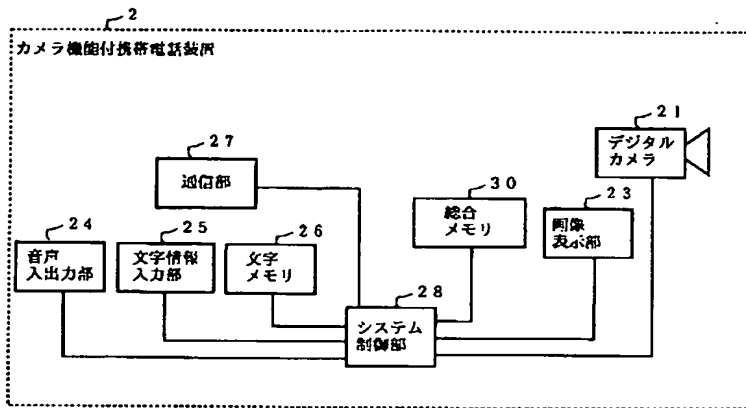 2
カメラ機能付携帯電話装置
21
デジタル
カメラ
27
通信部
30
総合
メモリ
23
画像
表示部
24
音声
入出力部
25
文字情報
入力部
26
文字
メモリ
28
システム
制御部